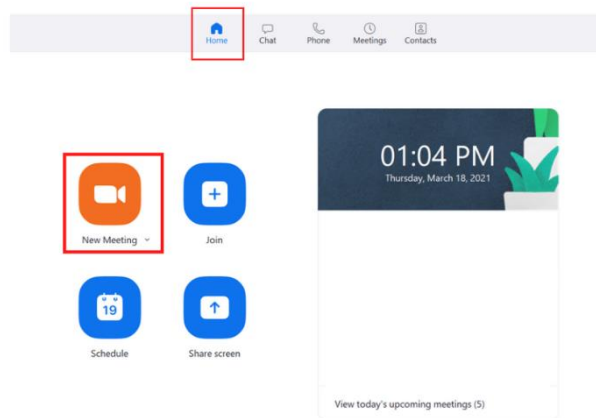 Home Chat Phone Meetings Contacts
01:04 PM
Thursday, March 18, 2021
New Meeting Join
19
Schedule Share screen
View today's upcoming meetings (5)